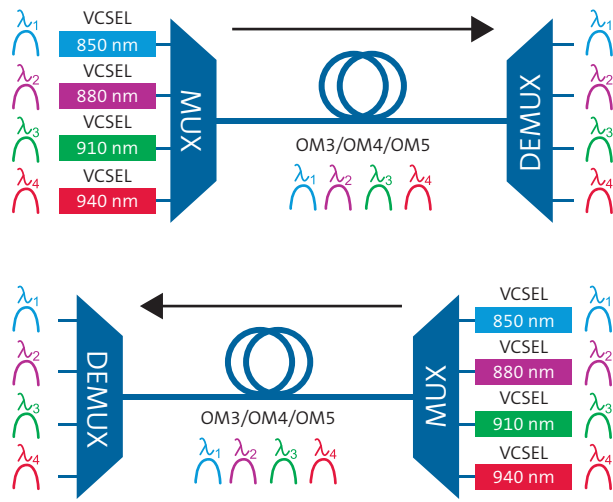 λ1 VCSEL 850 nm λ1
λ2 VCSEL 880 nm λ2
λ3 VCSEL 910 nm λ3
λ4 VCSEL 940 nm λ4
MUX
DEMUX
OM3/OM4/OM5
λ1 λ2 λ3 λ4
λ1 VCSEL 850 nm λ1
λ2 VCSEL 880 nm λ2
λ3 VCSEL 910 nm λ3
λ4 VCSEL 940 nm λ4
DEMUX
MUX
OM3/OM4/OM5
λ1 λ2 λ3 λ4